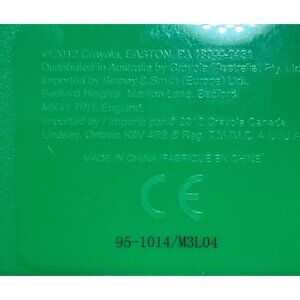 ©2012 Crayola, EASTON, PA 18044-0431
Distributed in Australia by Crayola (Australia) Pty. Ltd.
Imported by Binney & Smith (Europe) Ltd.
Bedford Heights, Manton Lane, Bedford,
MK41 7PH, England.
Imported by / Importé par : © 2012 Crayola Canada,
Lindsay, Ontario K9V 4R8 ® Reg. T.M./M.C.
MADE IN CHINA/FABRIQUÉ EN CHINE
CE
95-1014/M3L04